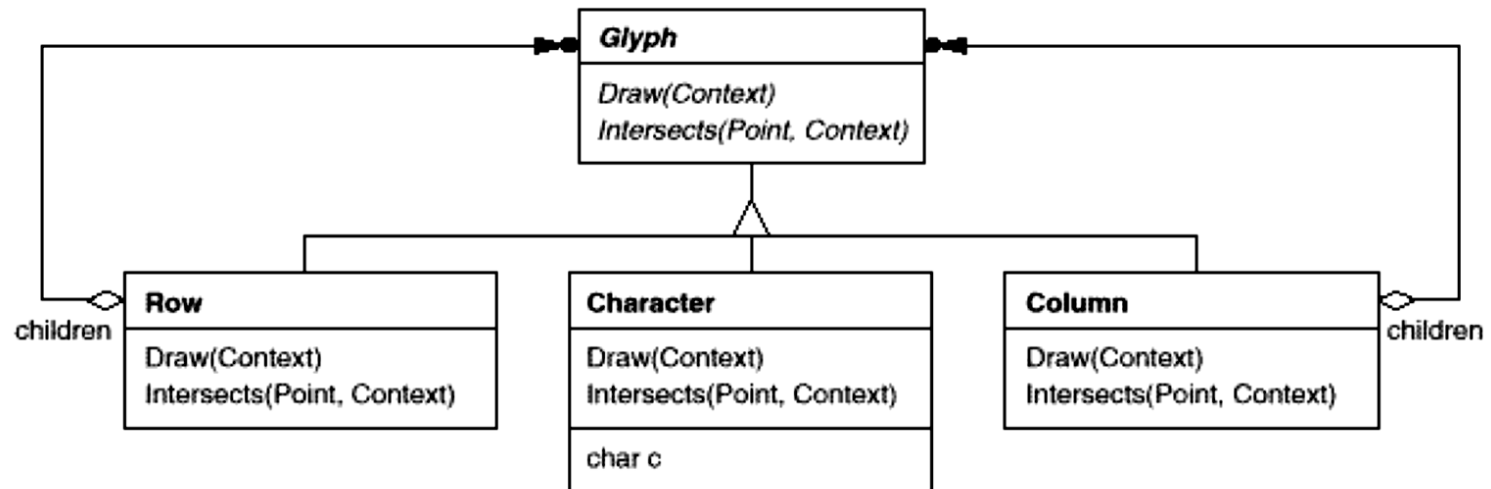 Glyph
Draw(Context)
Intersects(Point, Context)
children
Row
Draw(Context)
Intersects(Point, Context)
Character
Draw(Context)
Intersects(Point, Context)
char c
Column
Draw(Context)
Intersects(Point, Context)
children